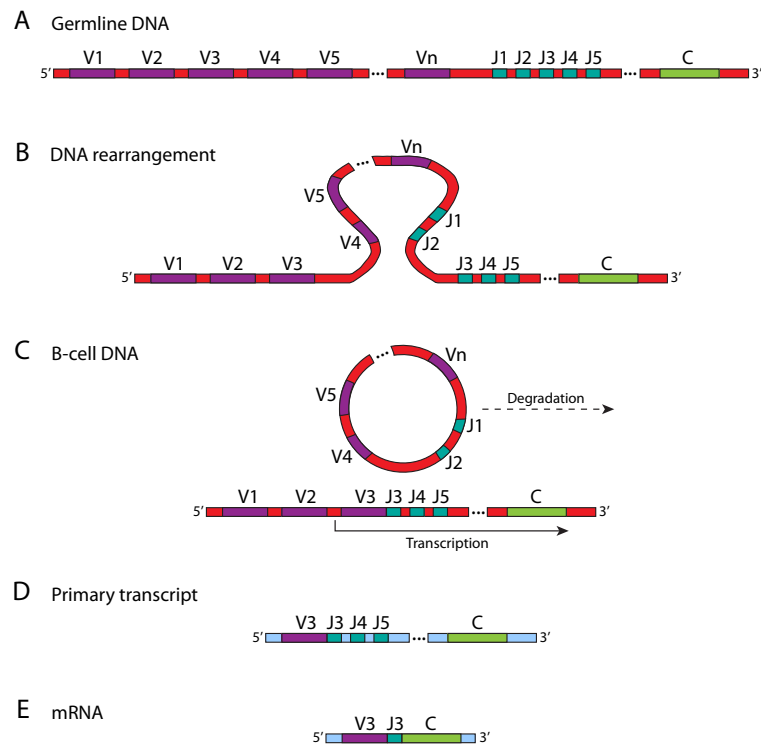 A Germline DNA
V1 V2 V3 V4 V5 Vn J1 J2 J3 J4 J5 C
5′ ... ... 3′
B DNA rearrangement
... Vn
V5
J1
V4 J2
V1 V2 V3 J3 J4 J5 C
5′ ... 3′
C B-cell DNA
... Vn
V5 Degradation
J1
V4 J2
V1 V2 V3 J3 J4 J5 C
5′ ... 3′
Transcription
D Primary transcript
V3 J3 J4 J5 C
5′ ... 3′
E mRNA
V3 J3 C
5′ 3′